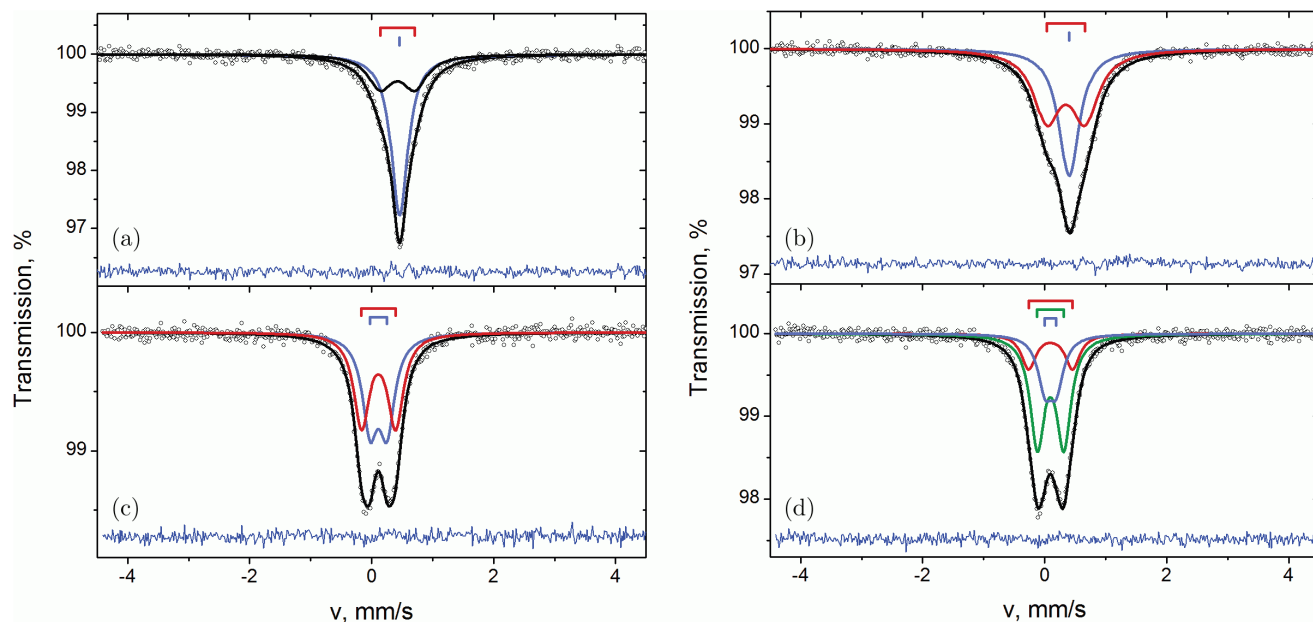 100
99
98
97
(a)
Transmission, %
100
99
98
97
(b)
Transmission, %
100
99
(c)
-4 -2 0 2 4
v, mm/s
100
99
98
(d)
-4 -2 0 2 4
v, mm/s